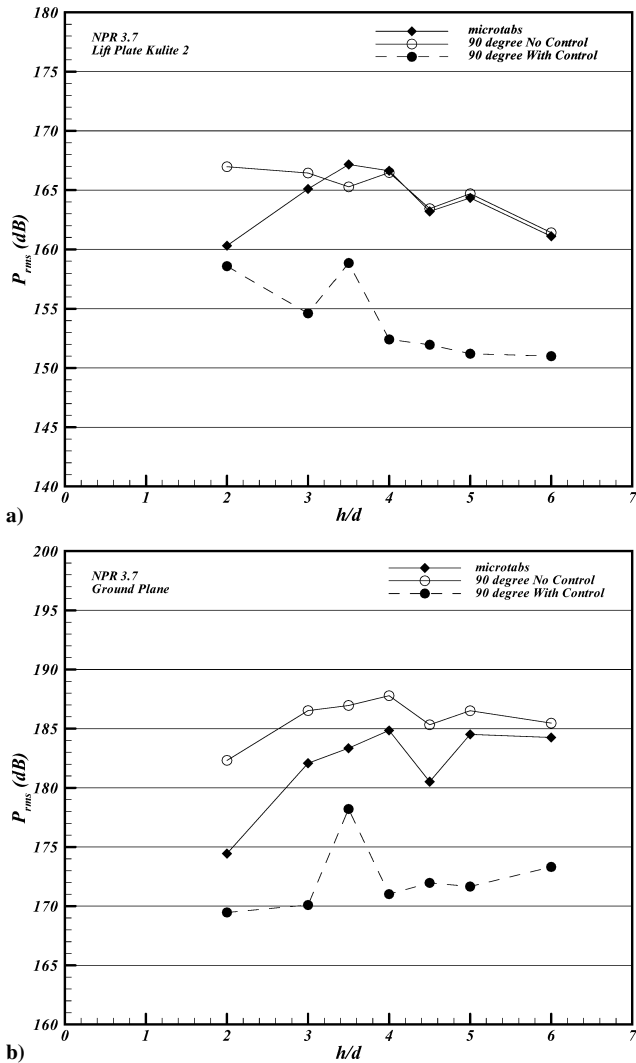 180
175
170
165
160
155
150
145
140
P rms (dB)
NPR 3.7
Lift Plate Kulite 2
microtabs
90 degree No Control
90 degree With Control
0 1 2 3 4 5 6 7
h/d
a)
200
195
190
185
180
175
170
165
160
P rms (dB)
NPR 3.7
Ground Plane
microtabs
90 degree No Control
90 degree With Control
0 1 2 3 4 5 6 7
h/d
b)